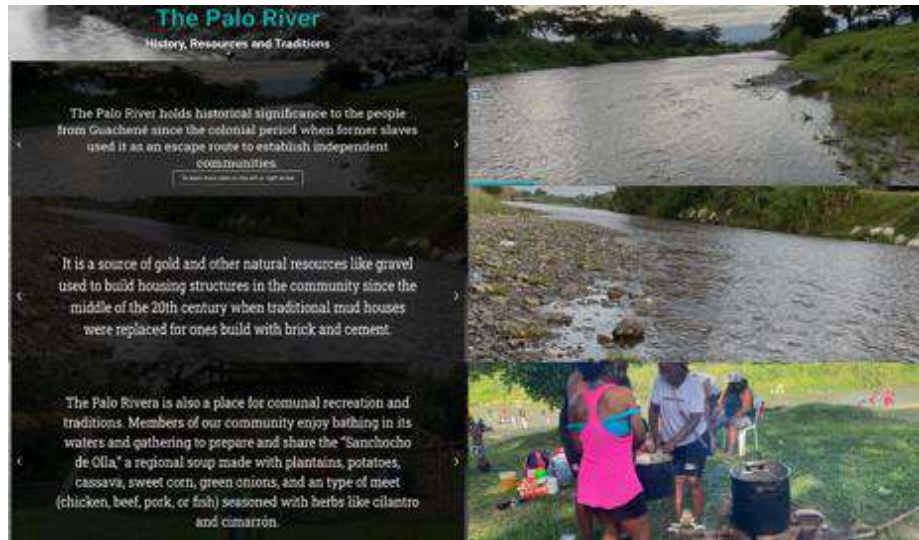 The Palo River
History, Resources and Traditions
The Palo River holds historical significance to the people
from Guachené since the colonial period when former slaves
used it as an escape route to establish independent
communities.
It is a source of gold and other natural resources like gravel
used to build housing structures in the community since the
middle of the 20th century when traditional mud houses
were replaced for ones build with brick and cement.
The Palo Rivera is also a place for comunal recreation and
traditions. Members of our community enjoy bathing in its
waters and gathering to prepare and share the "Sanchocho
de Olla," a regional soup made with plantains, potatoes,
cassava, sweet corn, green onions, and an type of meet
(chicken, beef, pork, or fish) seasoned with herbs like cilantro
and cimarrón.